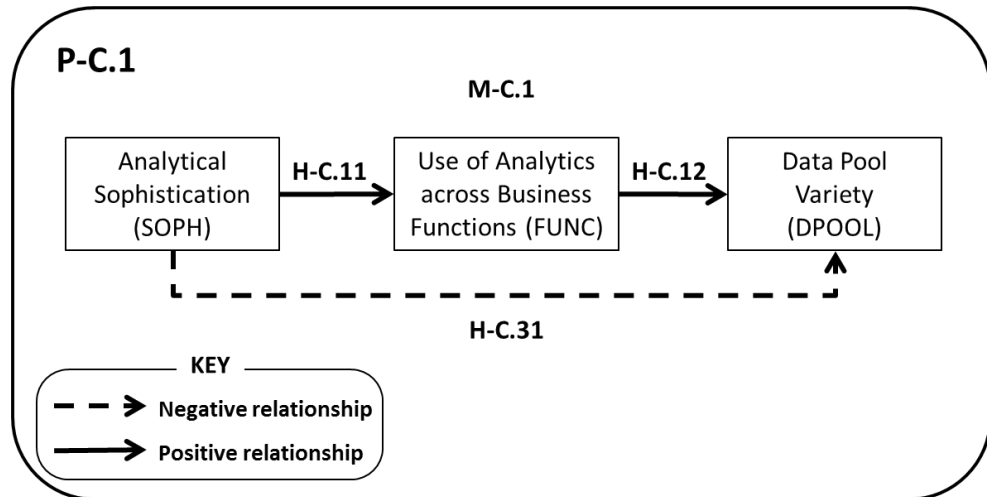 P-C.1
M-C.1
Analytical
Sophistication
(SOPH)
H-C.11
Use of Analytics
across Business
Functions (FUNC)
H-C.12
Data Pool
Variety
(DPOOL)
H-C.31
KEY
Negative relationship
Positive relationship